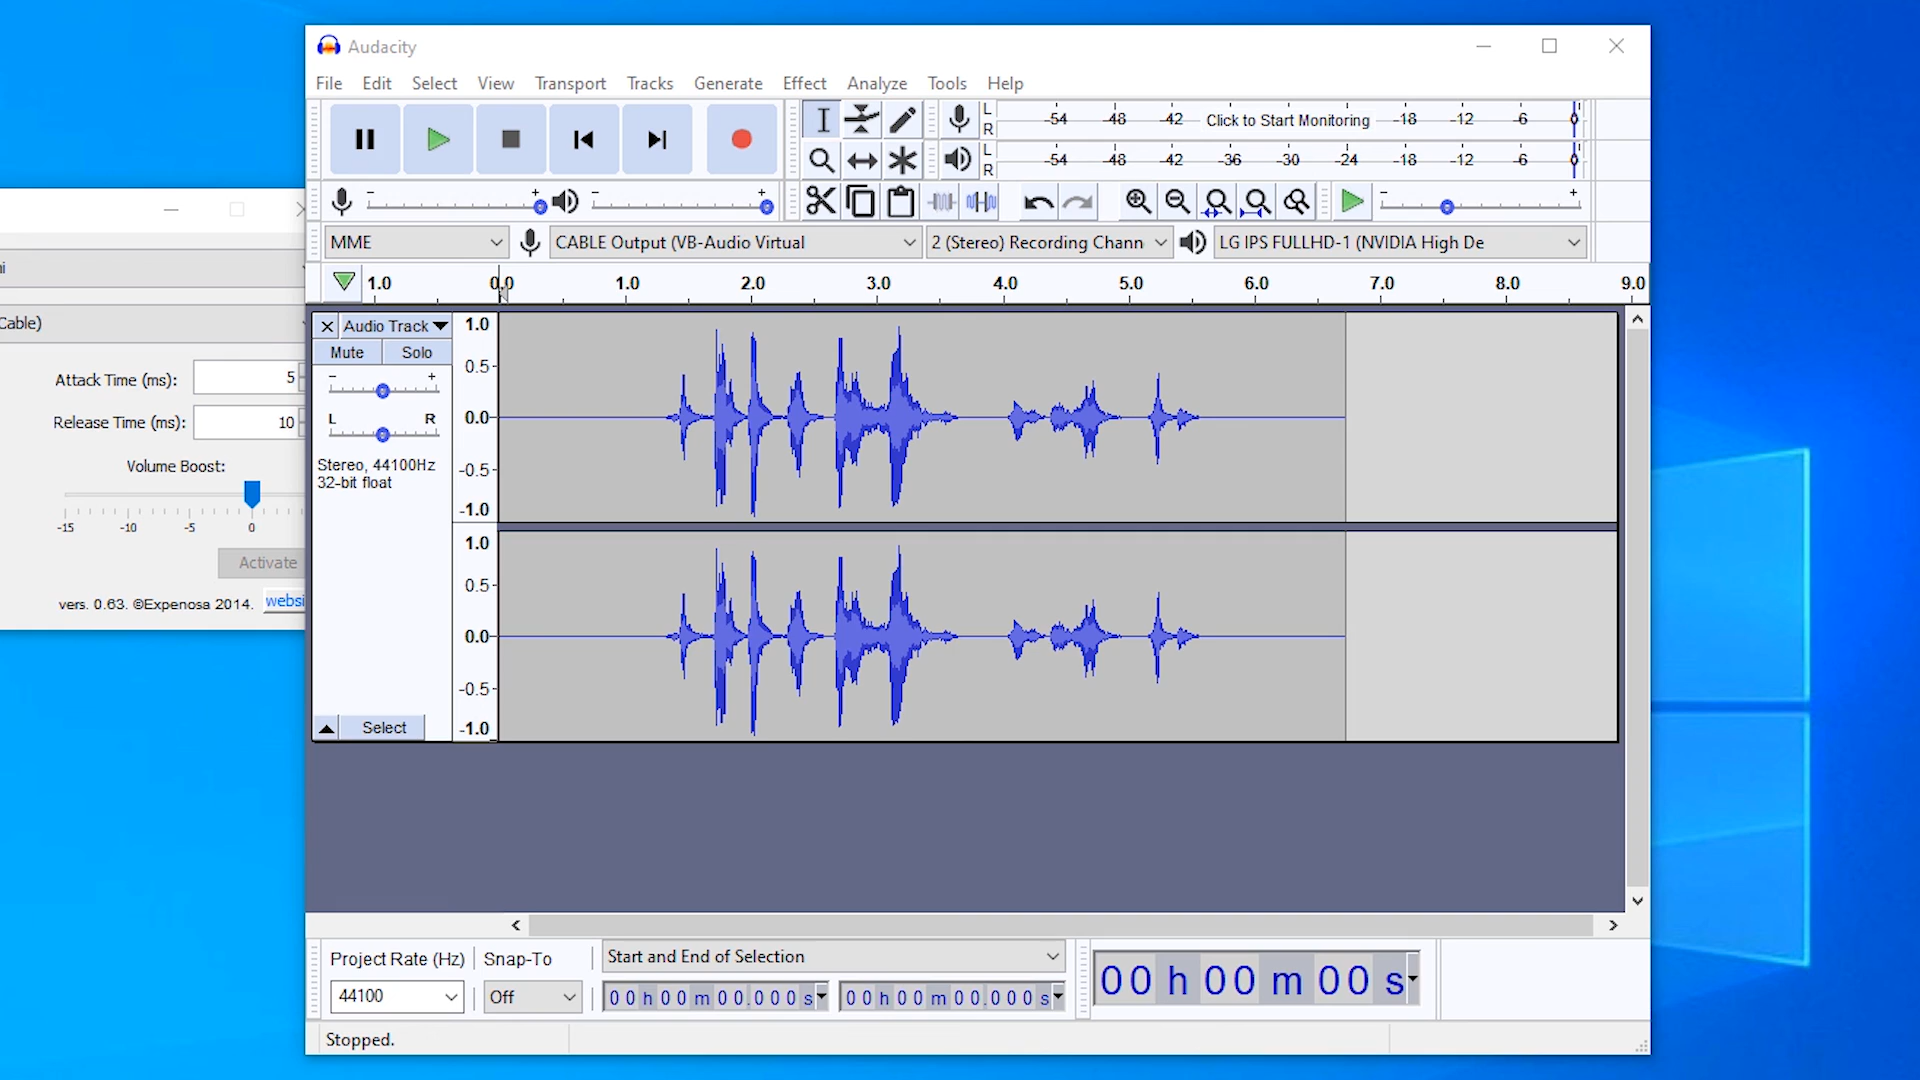 Audacity
File Edit Select View Transport Tracks Generate Effect Analyze Tools Help
L
R
-54 -48 -42 Click to Start Monitoring -18 -12 -6 0
L
R
-54 -48 -42 -36 -30 -24 -18 -12 -6 0
MME
CABLE Output (VB-Audio Virtual
2 (Stereo) Recording Chann
LG IPS FULLHD-1 (NVIDIA High De
1.0 0.0 1.0 2.0 3.0 4.0 5.0 6.0 7.0 8.0 9.0
Audio Track
Mute Solo
L R
Stereo, 44100Hz
32-bit float
Select
1.0
0.5
0.0
-0.5
-1.0
1.0
0.5
0.0
-0.5
-1.0
Cable)
Attack Time (ms): 5
Release Time (ms): 10
Volume Boost:
-15 -10 -5 0
Activate
vers. 0.63. ©Expenosa 2014. websi
Project Rate (Hz) Snap-To
Start and End of Selection
44100
Off
00 h 00 m 00.000 s
00 h 00 m 00.000 s
00 h 00 m 00 s
Stopped.